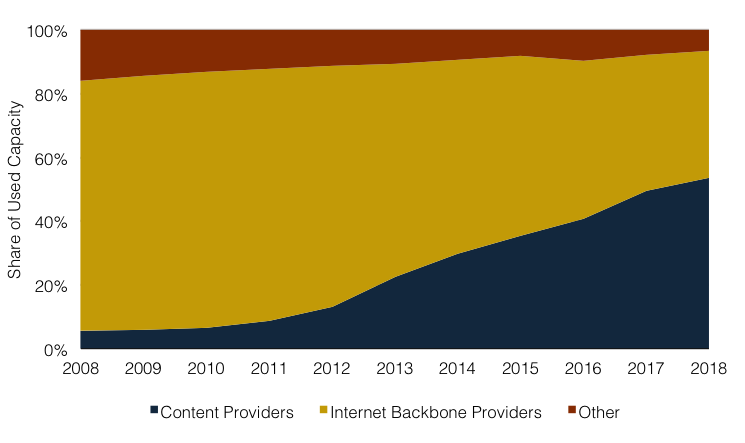 100%
80%
60%
40%
20%
0%
Share of Used Capacity
2008 2009 2010 2011 2012 2013 2014 2015 2016 2017 2018
Content Providers Internet Backbone Providers Other